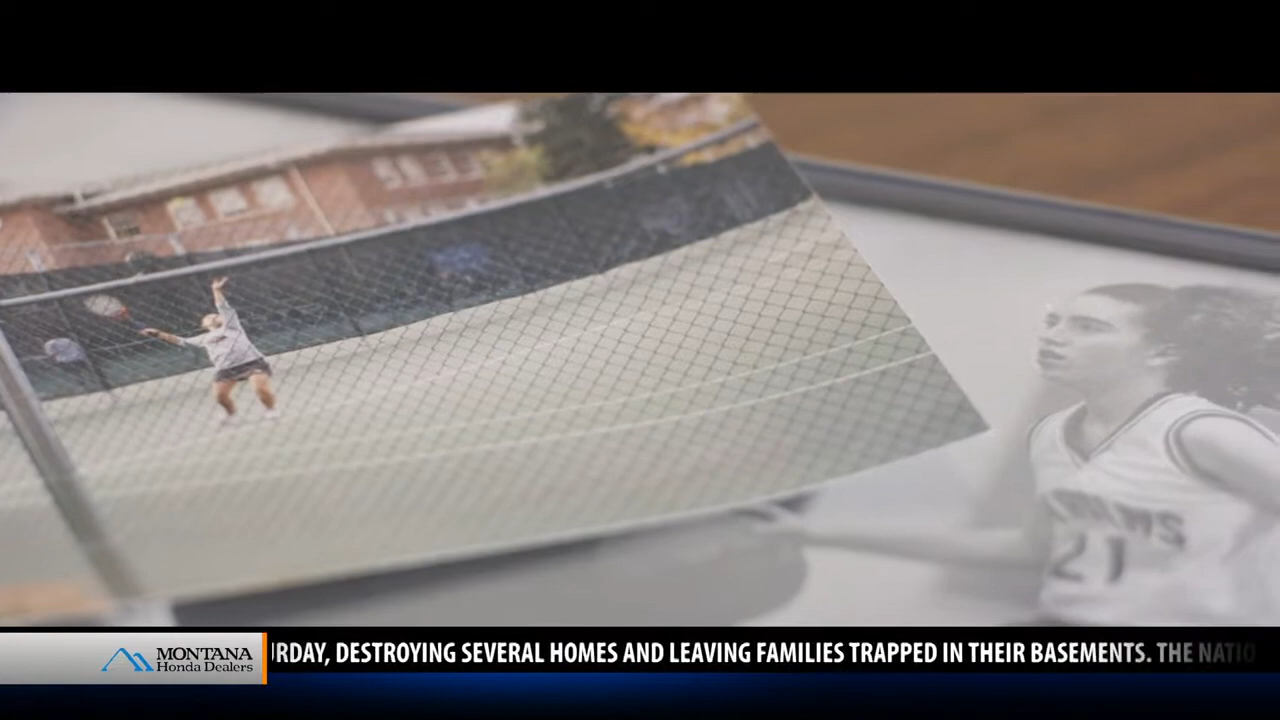 21
MONTANA
Honda Dealers
URDAY, DESTROYING SEVERAL HOMES AND LEAVING FAMILIES TRAPPED IN THEIR BASEMENTS. THE NATIO